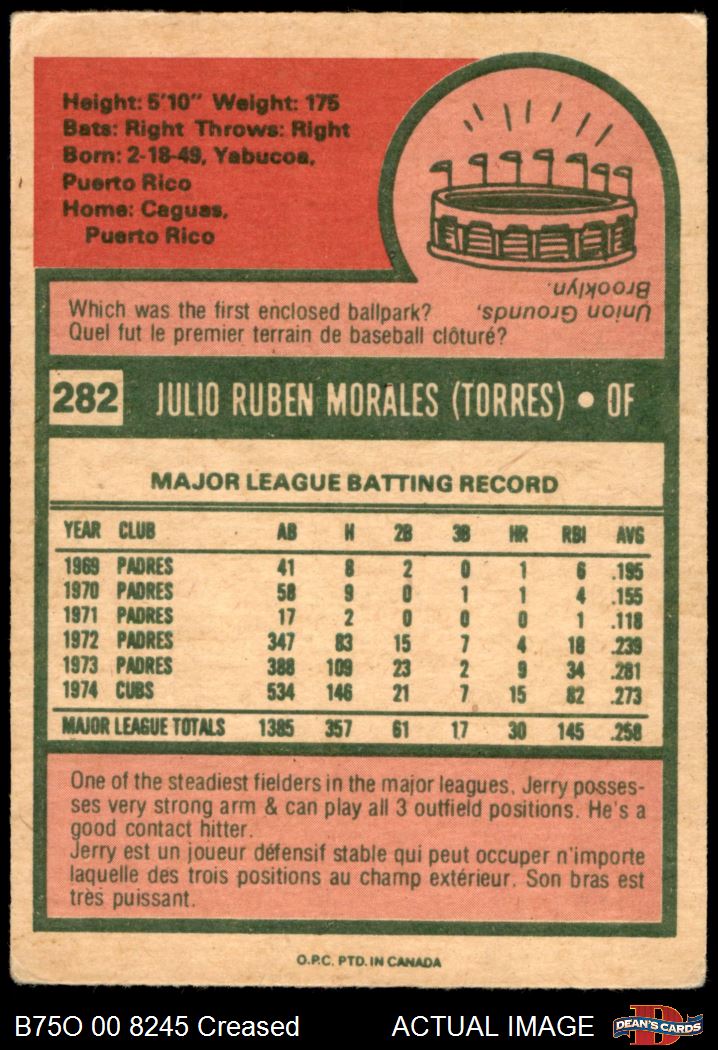 Height: 5'10" Weight: 175
Bats: Right Throws: Right
Born: 2-18-49, Yabucoa,
Puerto Rico
Home: Caguas,
Puerto Rico
Which was the first enclosed ballpark?
Quel fut le premier terrain de baseball clôturé?
Union Grounds,
Brooklyn.
282 JULIO RUBEN MORALES (TORRES) • OF
MAJOR LEAGUE BATTING RECORD
YEAR CLUB AB H 2B 3B HR RBI AVG
1969 PADRES 41 8 2 0 1 6 .195
1970 PADRES 58 9 0 1 1 4 .155
1971 PADRES 17 2 0 0 0 1 .118
1972 PADRES 347 83 15 7 4 18 .239
1973 PADRES 388 109 23 2 9 34 .281
1974 CUBS 534 146 21 7 15 82 .273
MAJOR LEAGUE TOTALS 1385 357 61 17 30 145 .258
One of the steadiest fielders in the major leagues, Jerry posses-
ses very strong arm & can play all 3 outfield positions. He's a
good contact hitter.
Jerry est un joueur défensif stable qui peut occuper n'importe
laquelle des trois positions au champ extérieur. Son bras est
très puissant.
O.P.C. PTD. IN CANADA
B75O 00 8245 Creased ACTUAL IMAGE
D
DEAN'S CARDS